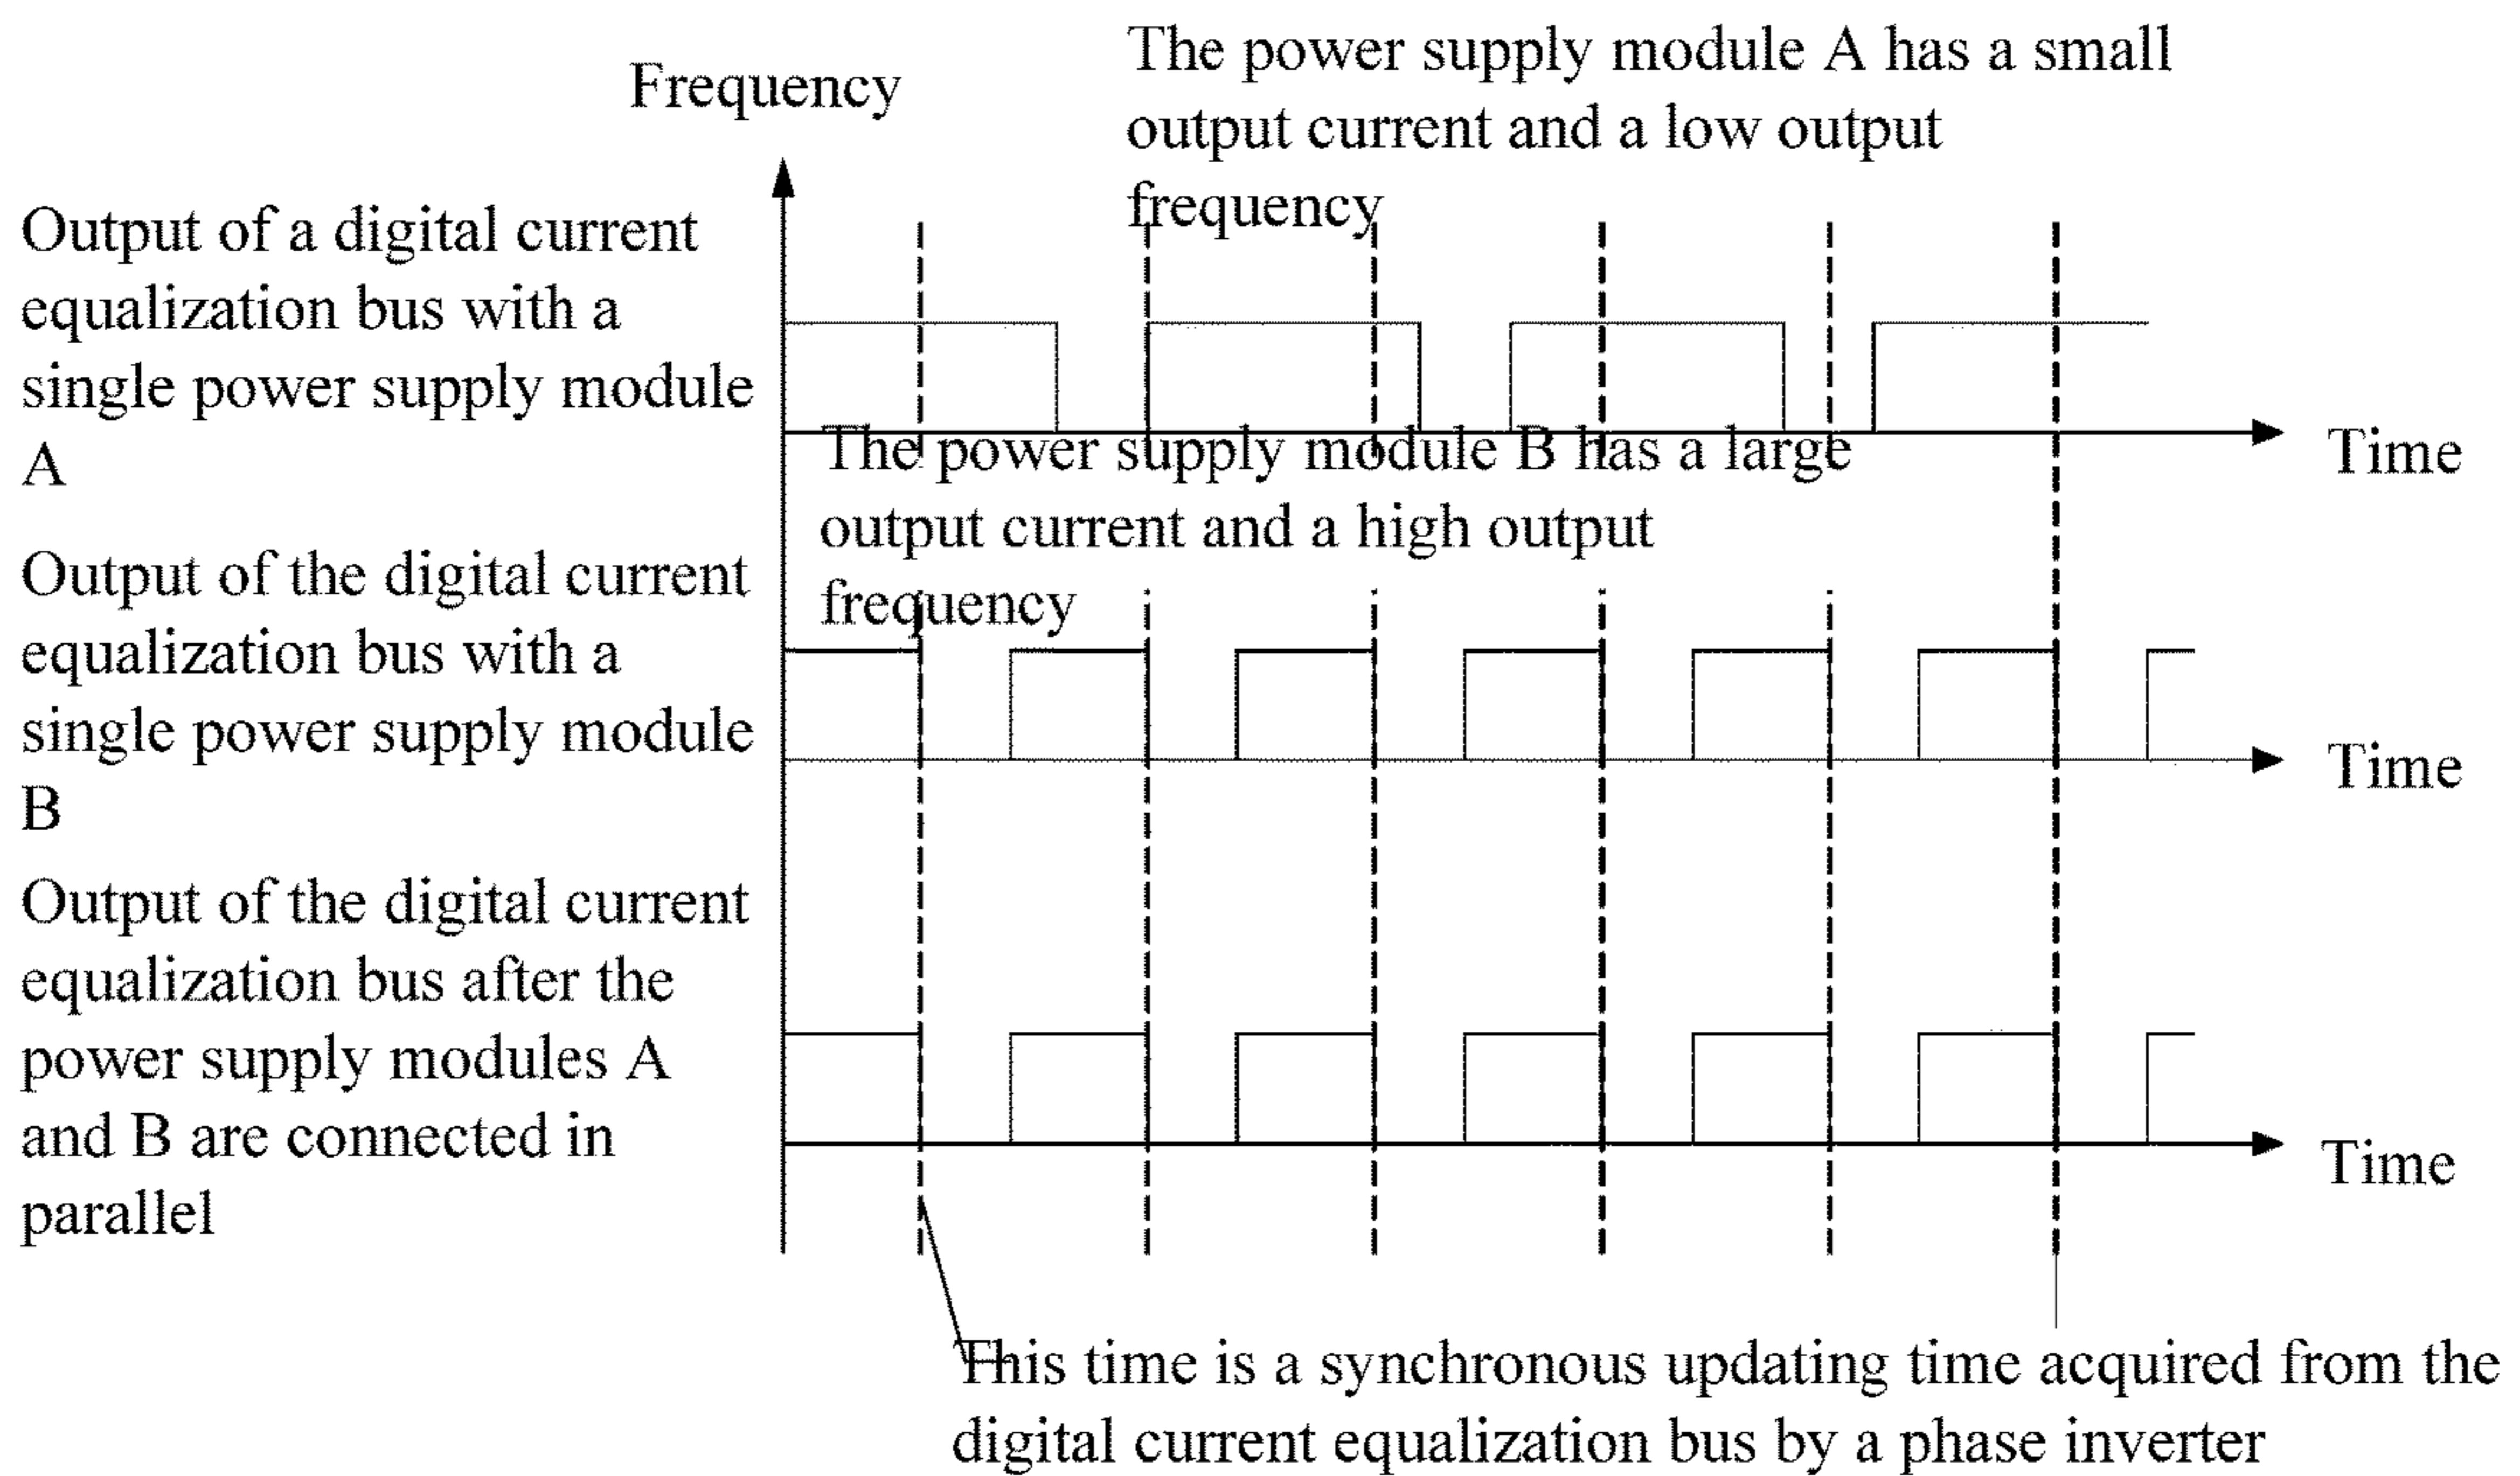 Frequency
The power supply module A has a small
output current and a low output
frequency
Output of a digital current
equalization bus with a
single power supply module
A
Time
The power supply module B has a large
output current and a high output
frequency
Output of the digital current
equalization bus with a
single power supply module
B
Time
Output of the digital current
equalization bus after the
power supply modules A
and B are connected in
parallel
Time
This time is a synchronous updating time acquired from the
digital current equalization bus by a phase inverter